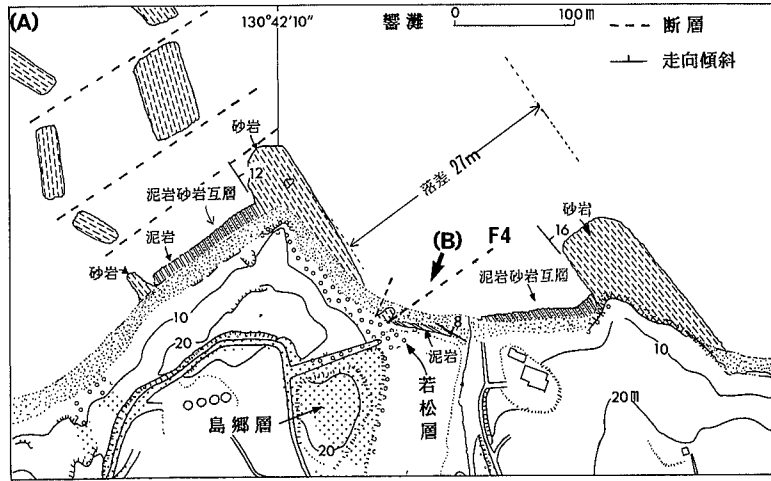 (A)
130°42′10″
響灘
0 100m
断層
走向傾斜
砂岩
12
泥岩砂岩互層
泥岩
砂岩
落差 27m
砂岩
16
(B)
F4
泥岩砂岩互層
8
泥岩
10
20
10
若松層
20m
島郷層
20